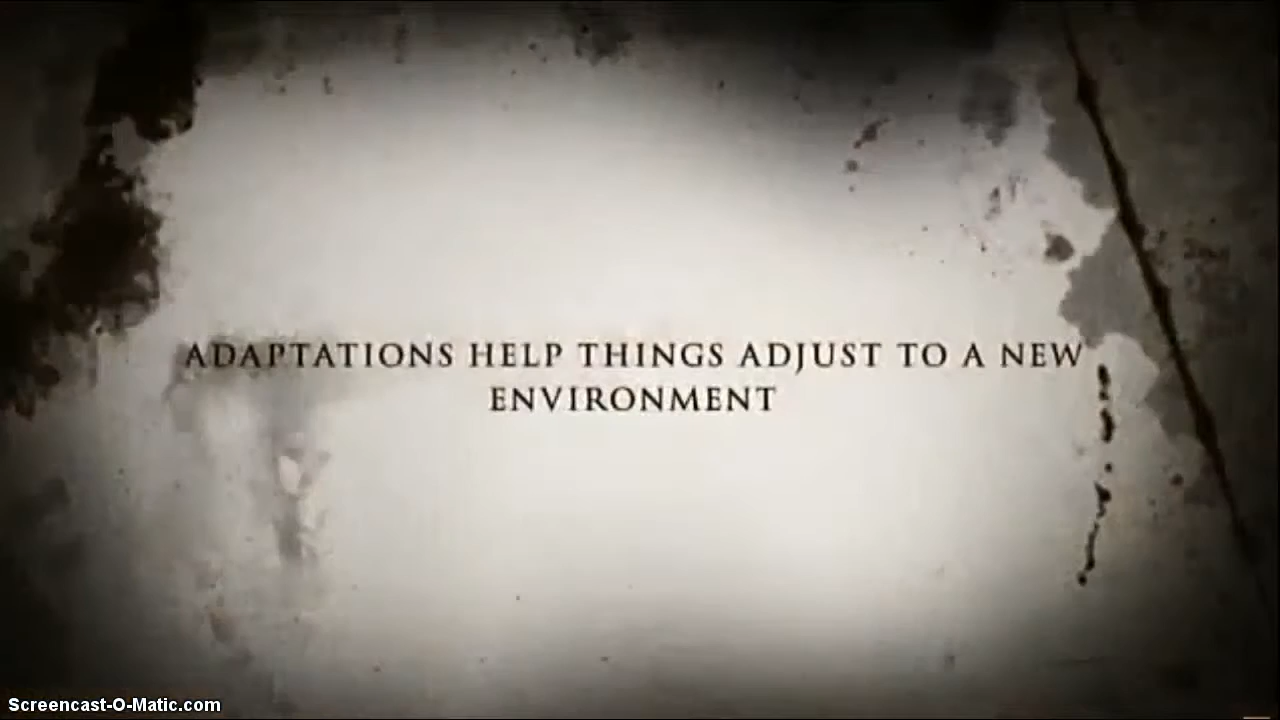 ADAPTATIONS HELP THINGS ADJUST TO A NEW
ENVIRONMENT
Screencast-O-Matic.com